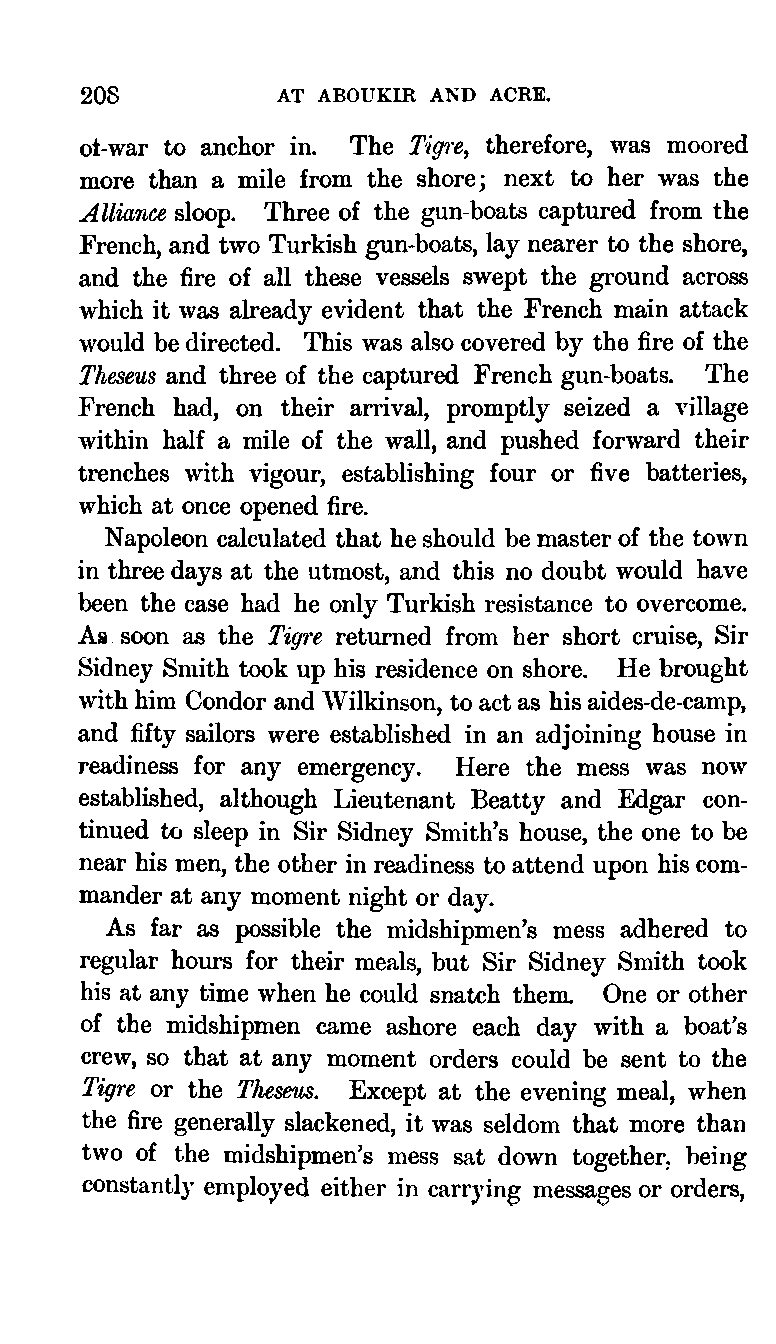 208 AT ABOUKIR AND ACRE.
of-war to anchor in. The Tigre, therefore, was moored
more than a mile from the shore; next to her was the
Alliance sloop. Three of the gun-boats captured from the
French, and two Turkish gun-boats, lay nearer to the shore,
and the fire of all these vessels swept the ground across
which it was already evident that the French main attack
would be directed. This was also covered by the fire of the
Theseus and three of the captured French gun-boats. The
French had, on their arrival, promptly seized a village
within half a mile of the wall, and pushed forward their
trenches with vigour, establishing four or five batteries,
which at once opened fire.
Napoleon calculated that he should be master of the town
in three days at the utmost, and this no doubt would have
been the case had he only Turkish resistance to overcome.
As soon as the Tigre returned from her short cruise, Sir
Sidney Smith took up his residence on shore. He brought
with him Condor and Wilkinson, to act as his aides-de-camp,
and fifty sailors were established in an adjoining house in
readiness for any emergency. Here the mess was now
established, although Lieutenant Beatty and Edgar con-
tinued to sleep in Sir Sidney Smith's house, the one to be
near his men, the other in readiness to attend upon his com-
mander at any moment night or day.
As far as possible the midshipmen's mess adhered to
regular hours for their meals, but Sir Sidney Smith took
his at any time when he could snatch them. One or other
of the midshipmen came ashore each day with a boat's
crew, so that at any moment orders could be sent to the
Tigre or the Theseus. Except at the evening meal, when
the fire generally slackened, it was seldom that more than
two of the midshipmen's mess sat down together, being
constantly employed either in carrying messages or orders,